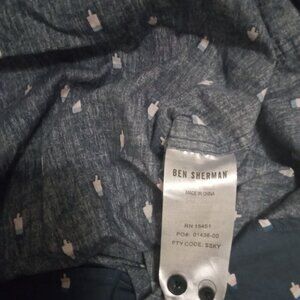 BEN SHERMAN
MADE IN CHINA
RN 15451
PO#: 01436-00
FTY CODE: SSKY